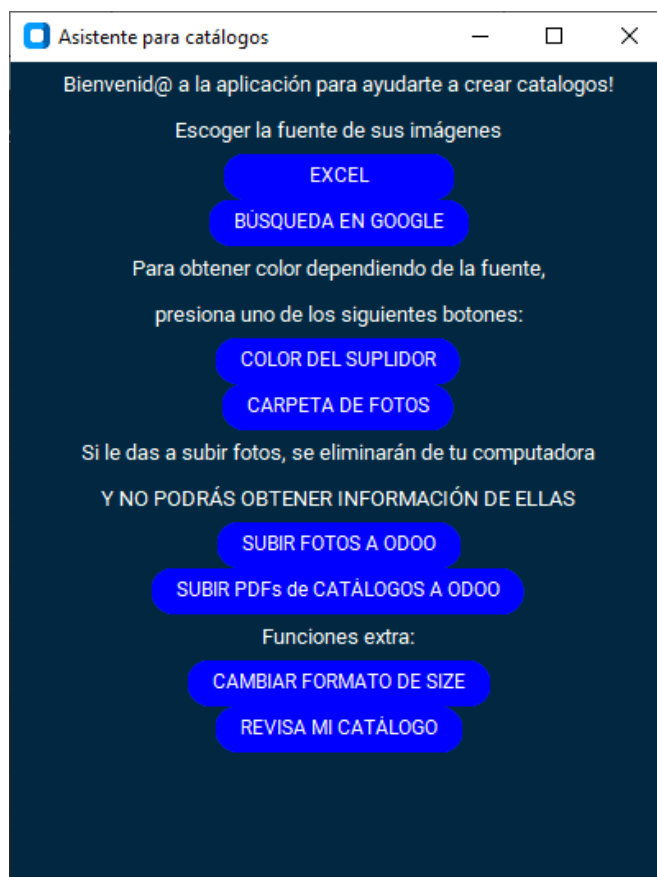 Asistente para catálogos
Bienvenid@ a la aplicación para ayudarte a crear catalogos!
Escoger la fuente de sus imágenes
EXCEL
BÚSQUEDA EN GOOGLE
Para obtener color dependiendo de la fuente,
presiona uno de los siguientes botones:
COLOR DEL SUPLIDOR
CARPETA DE FOTOS
Si le das a subir fotos, se eliminarán de tu computadora
Y NO PODRÁS OBTENER INFORMACIÓN DE ELLAS
SUBIR FOTOS A ODOO
SUBIR PDFs de CATÁLOGOS A ODOO
Funciones extra:
CAMBIAR FORMATO DE SIZE
REVISA MI CATÁLOGO